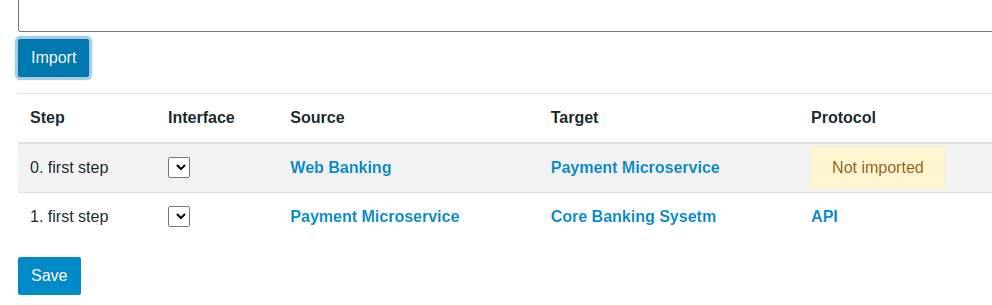 Import
Step Interface Source Target Protocol
0. first step Web Banking Payment Microservice Not imported
1. first step Payment Microservice Core Banking Sysetm API
Save